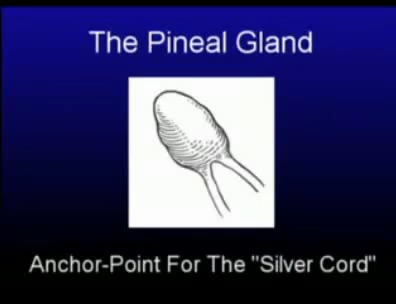 The Pineal Gland
Anchor-Point For The "Silver Cord"